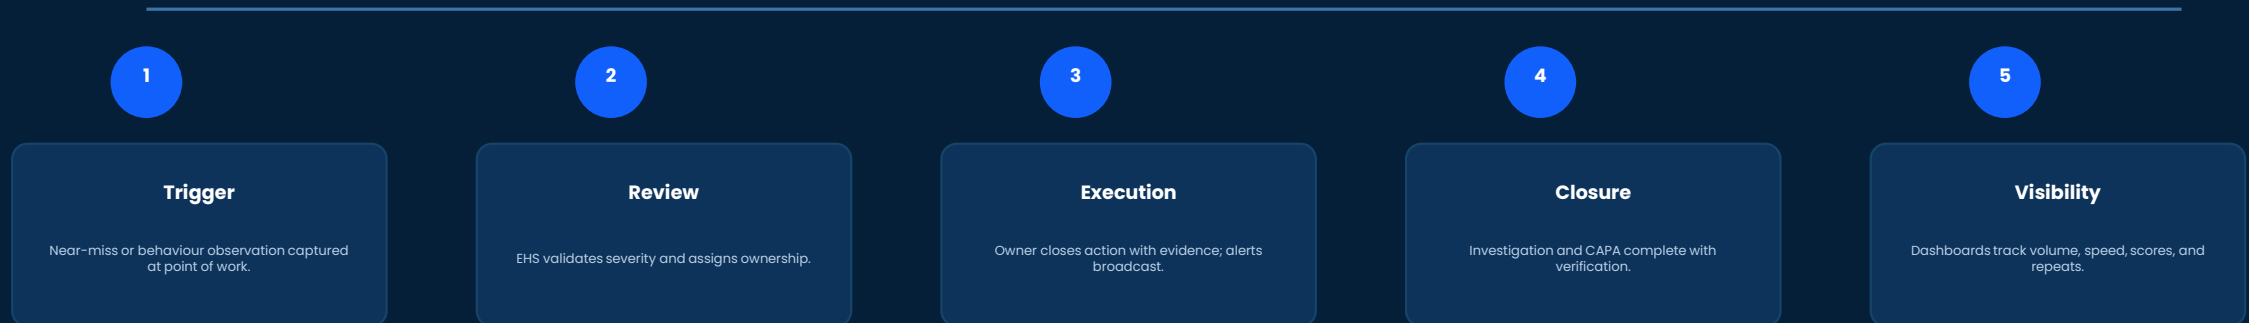 1
2
3
4
5
Trigger
Near-miss or behaviour observation captured
at point of work.
Review
EHS validates severity and assigns ownership.
Execution
Owner closes action with evidence; alerts
broadcast.
Closure
Investigation and CAPA complete with
verification.
Visibility
Dashboards track volume, speed, scores, and
repeats.